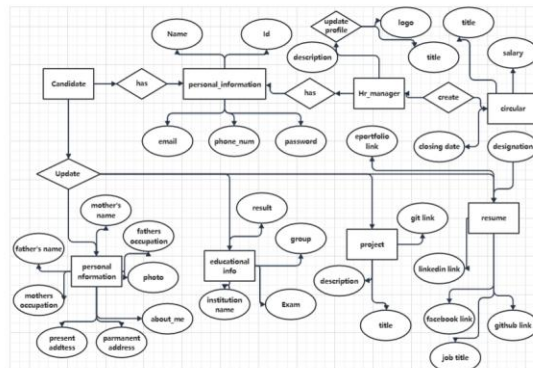 Name
Id
update
profile
logo
title
description
title
salary
Candidate
has
personal_information
has
Hr_manager
create
circular
email
phone_num
password
eportfolio
link
closing date
designation
Update
mother's
name
result
git link
resume
father's name
fathers
occupation
group
project
personal
nformation
photo
educational
info
linkedin link
mothers
occupation
description
institution
name
Exam
about_me
facebook link
github link
present
addtess
parmanent
address
title
job title